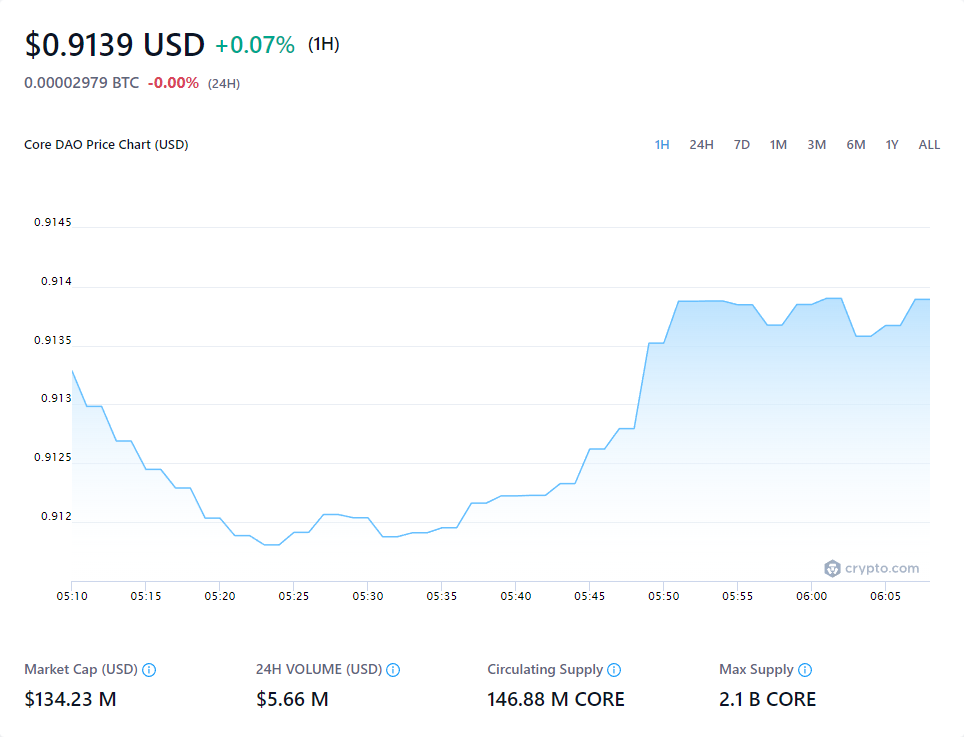 $0.9139 USD +0.07% (1H)
0.00002979 BTC -0.00% (24H)
Core DAO Price Chart (USD) 1H 24H 7D 1M 3M 6M 1Y ALL
0.9145
0.914
0.9135
0.913
0.9125
0.912
crypto.com
05:10 05:15 05:20 05:25 05:30 05:35 05:40 05:45 05:50 05:55 06:00 06:05
Market Cap (USD) 24H VOLUME (USD) Circulating Supply Max Supply
$134.23 M $5.66 M 146.88 M CORE 2.1 B CORE